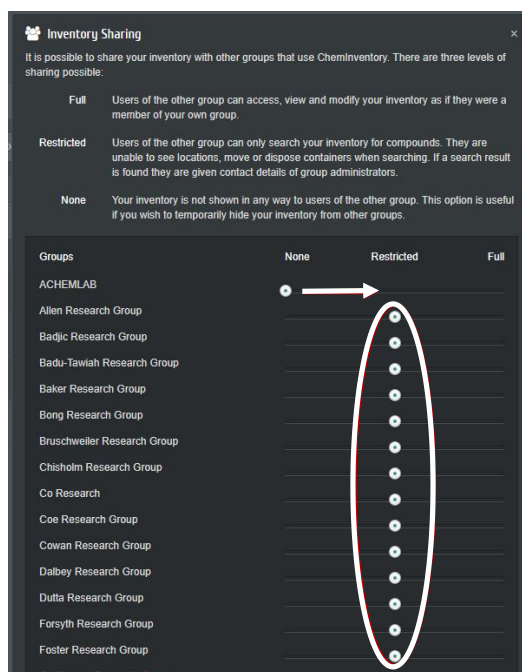 Inventory Sharing ×
It is possible to share your inventory with other groups that use ChemInventory. There are three levels of
sharing possible:
Full Users of the other group can access, view and modify your inventory as if they were a
member of your own group.
Restricted Users of the other group can only search your inventory for compounds. They are
unable to see locations, move or dispose containers when searching. If a search result
is found they are given contact details of group administrators.
None Your inventory is not shown in any way to users of the other group. This option is useful
if you wish to temporarily hide your inventory from other groups.
Groups None Restricted Full
ACHEMLAB
Allen Research Group
Badjic Research Group
Badu-Tawiah Research Group
Baker Research Group
Bong Research Group
Bruschweiler Research Group
Chisholm Research Group
Co Research
Coe Research Group
Cowan Research Group
Dalbey Research Group
Dutta Research Group
Forsyth Research Group
Foster Research Group